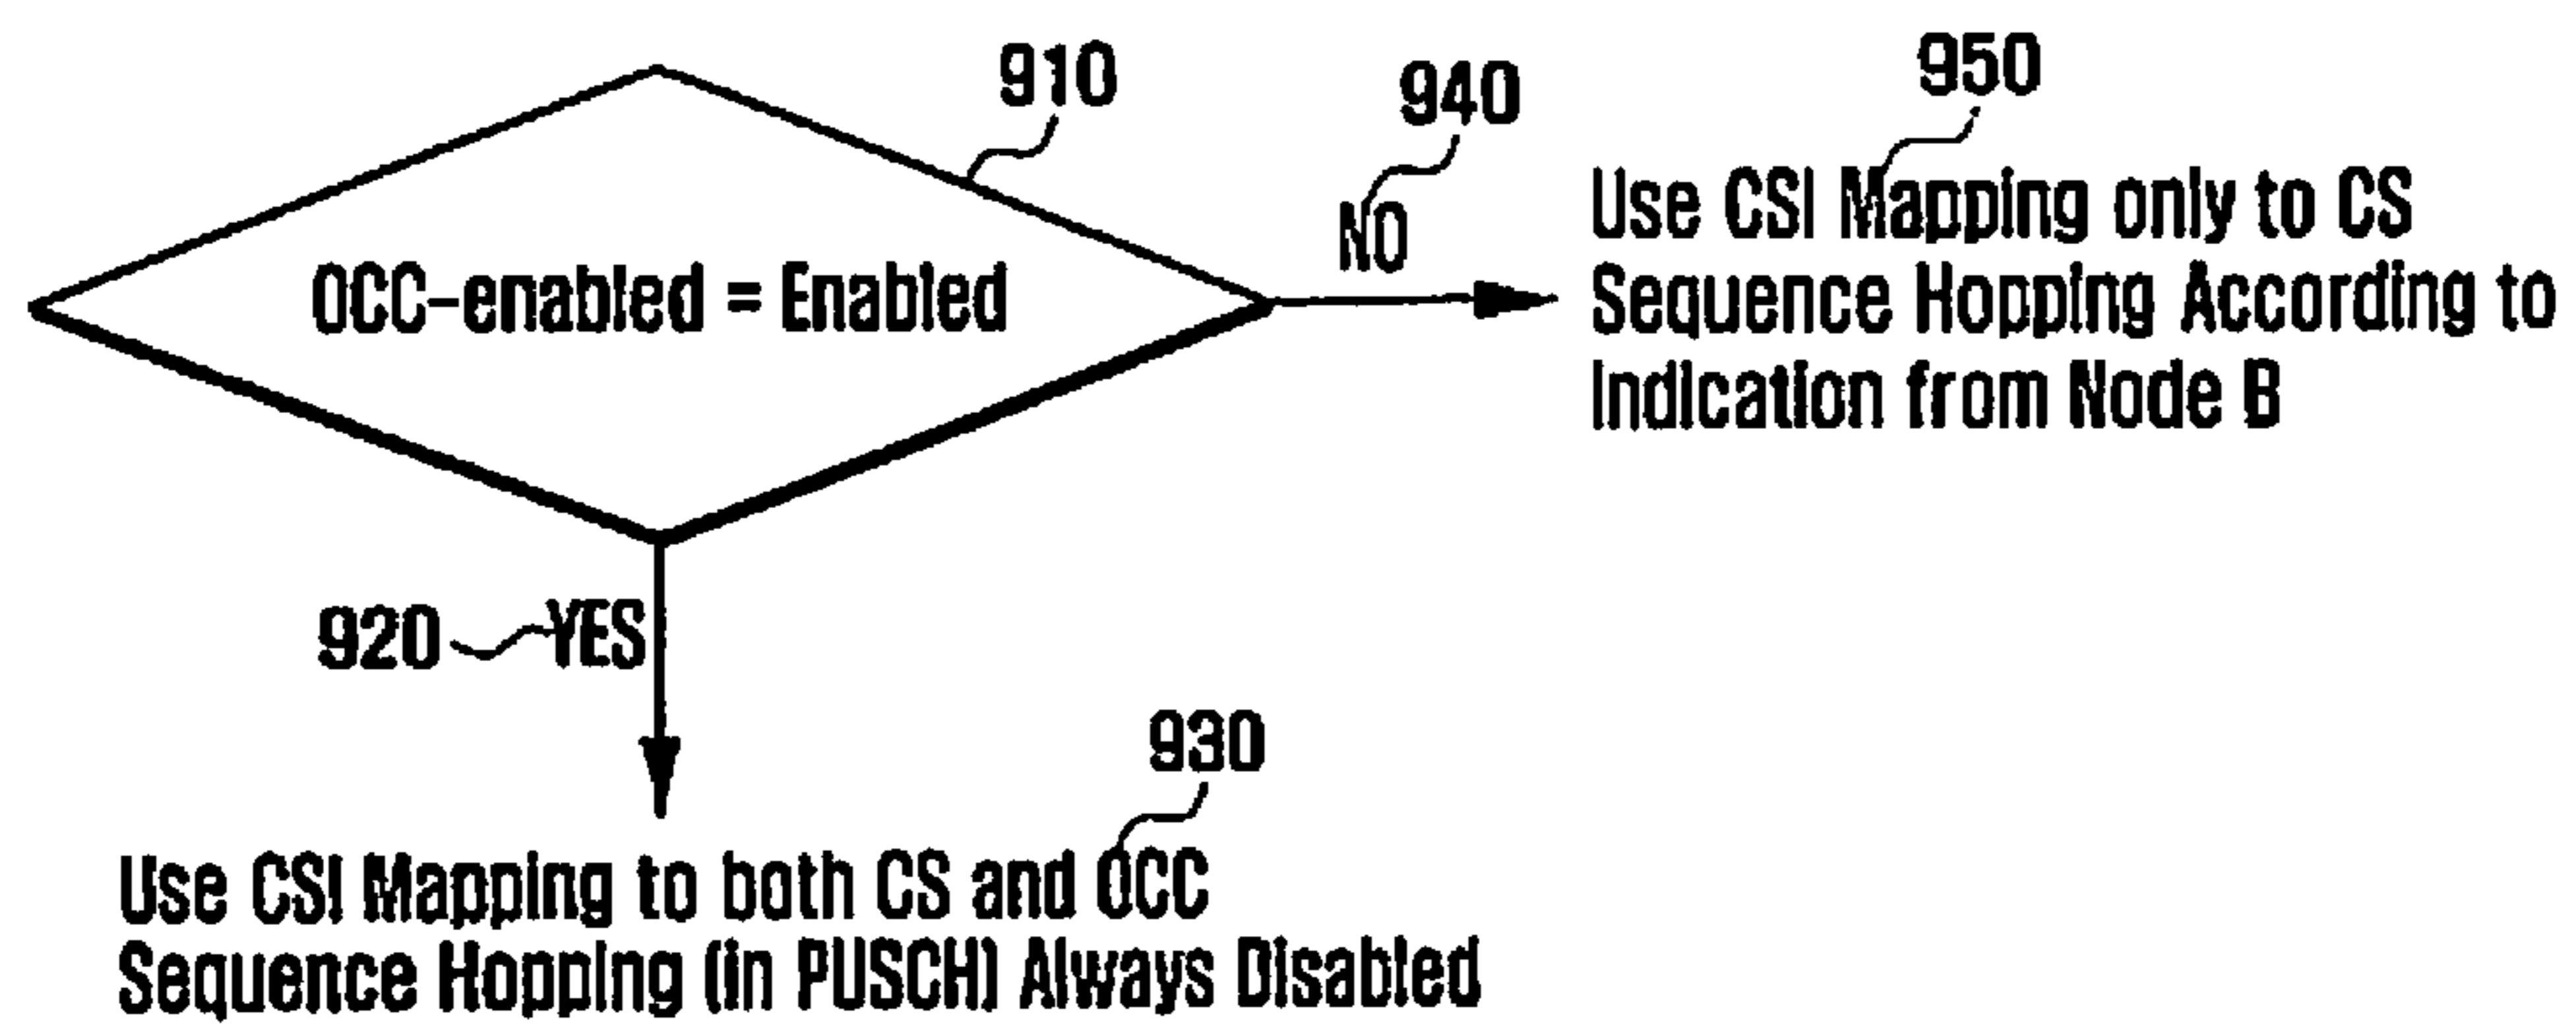 910
940
950
OCC-enabled = Enabled
NO
Use CSI Mapping only to CS
Sequence Hopping According to
Indication from Node B
920
YES
930
Use CSI Mapping to both CS and OCC
Sequence Hopping (in PUSCH) Always Disabled